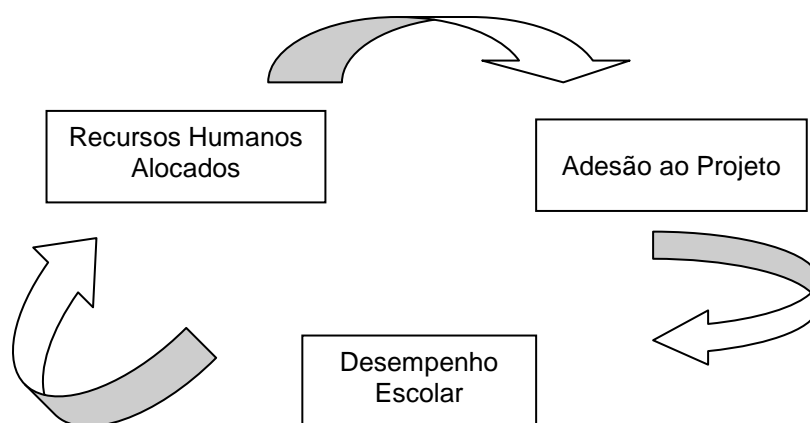 Recursos Humanos
Alocados
Adesão ao Projeto
Desempenho
Escolar